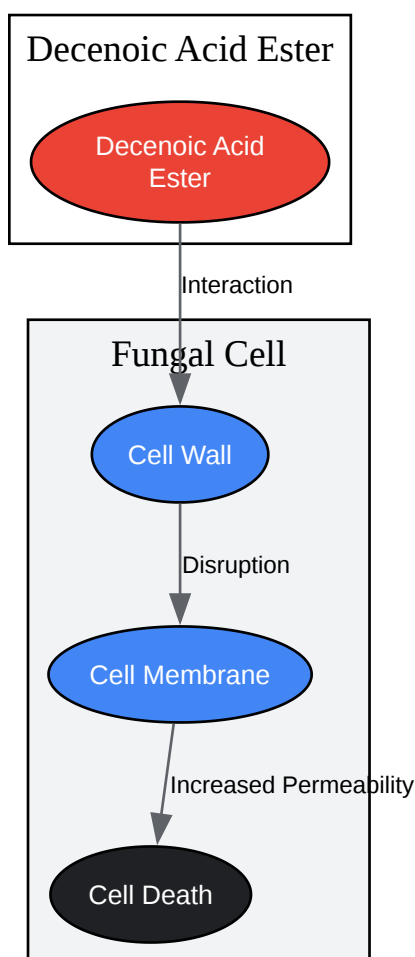 Decenoic Acid Ester
Decenoic Acid
Ester
Interaction
Fungal Cell
Cell Wall
Disruption
Cell Membrane
Increased Permeability
Cell Death